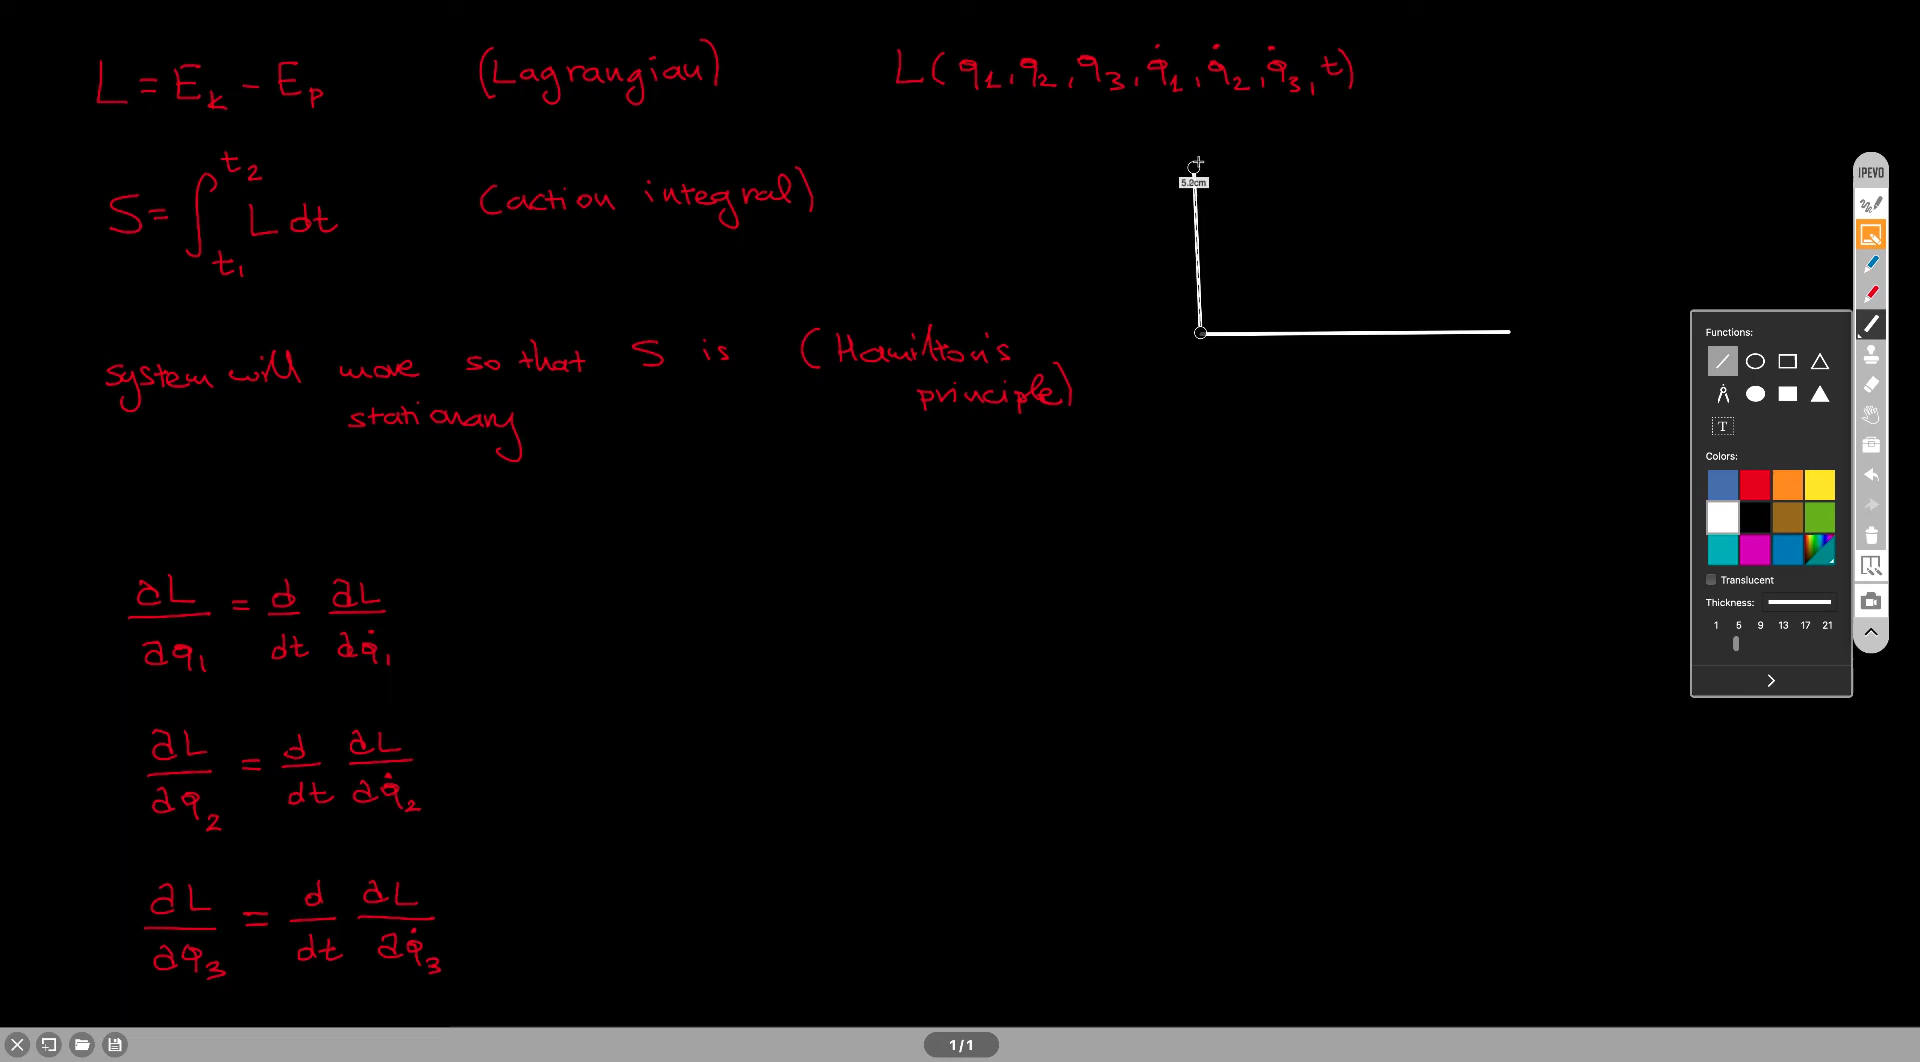 L = E_k - E_p (Lagrangian) L(q_1, q_2, q_3, q̇_1, q̇_2, q̇_3, t)
S = ∫_{t_1}^{t_2} L dt (action integral)
5.2cm
system will move so that S is (Hamilton's
stationary principle)
∂L/∂q_1 = d/dt ∂L/∂q̇_1
∂L/∂q_2 = d/dt ∂L/∂q̇_2
∂L/∂q_3 = d/dt ∂L/∂q̇_3
IPEVO
Functions:
T
Colors:
Translucent
Thickness:
1 5 9 13 17 21
1/1